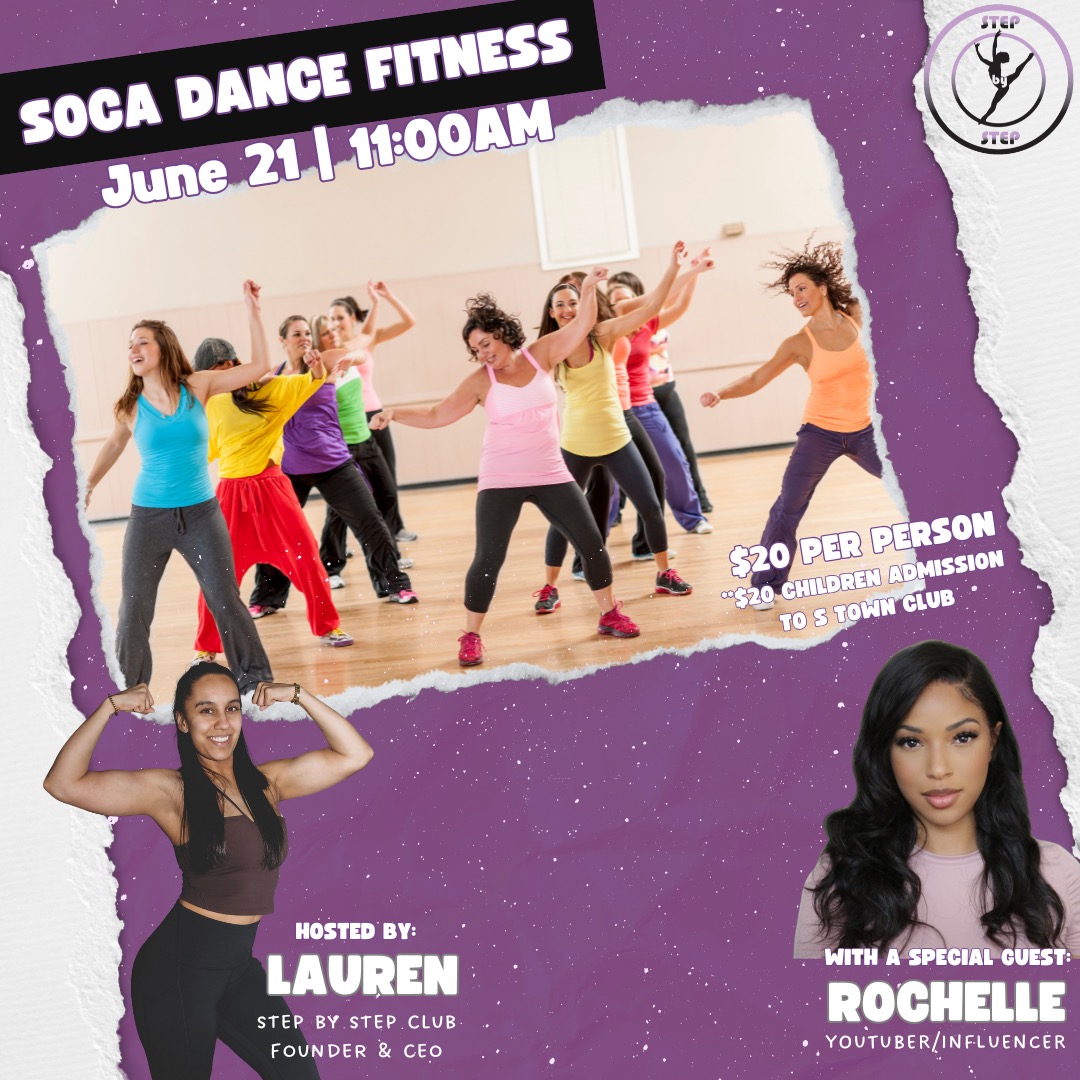 SOCA DANCE FITNESS
June 21 | 11:00AM
STEP
by
STEP
$20 PER PERSON
**$20 CHILDREN ADMISSION
TO S TOWN CLUB
HOSTED BY:
LAUREN
STEP BY STEP CLUB
FOUNDER & CEO
WITH A SPECIAL GUEST:
ROCHELLE
YOUTUBER/INFLUENCER